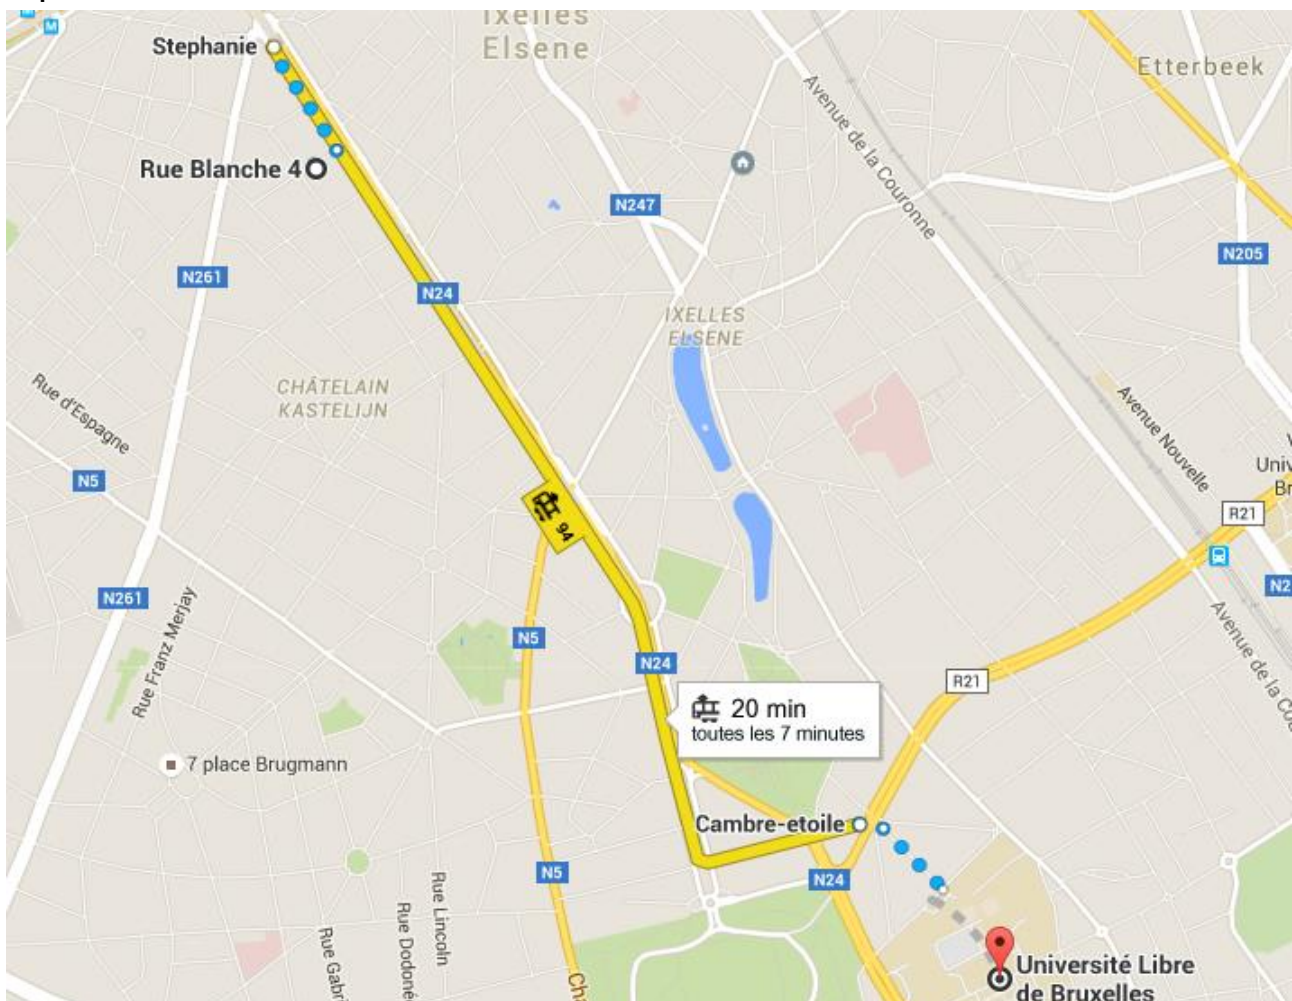 Ixelles
Elsene
M
M
Stephanie
Etterbeek
Avenue de la Couronne
Rue Blanche 4
N247
N205
N261
N24
IXELLES
ELSENE
CHÂTELAIN
KASTELIJN
Rue d'Espagne
Avenue Nouvelle
N5
94
R21
N261
Rue Franz Merjay
N5
N24
R21
20 min
toutes les 7 minutes
7 place Brugmann
Cambre-etoile
N5
N24
Rue Lincoln
Université Libre
de Bruxelles